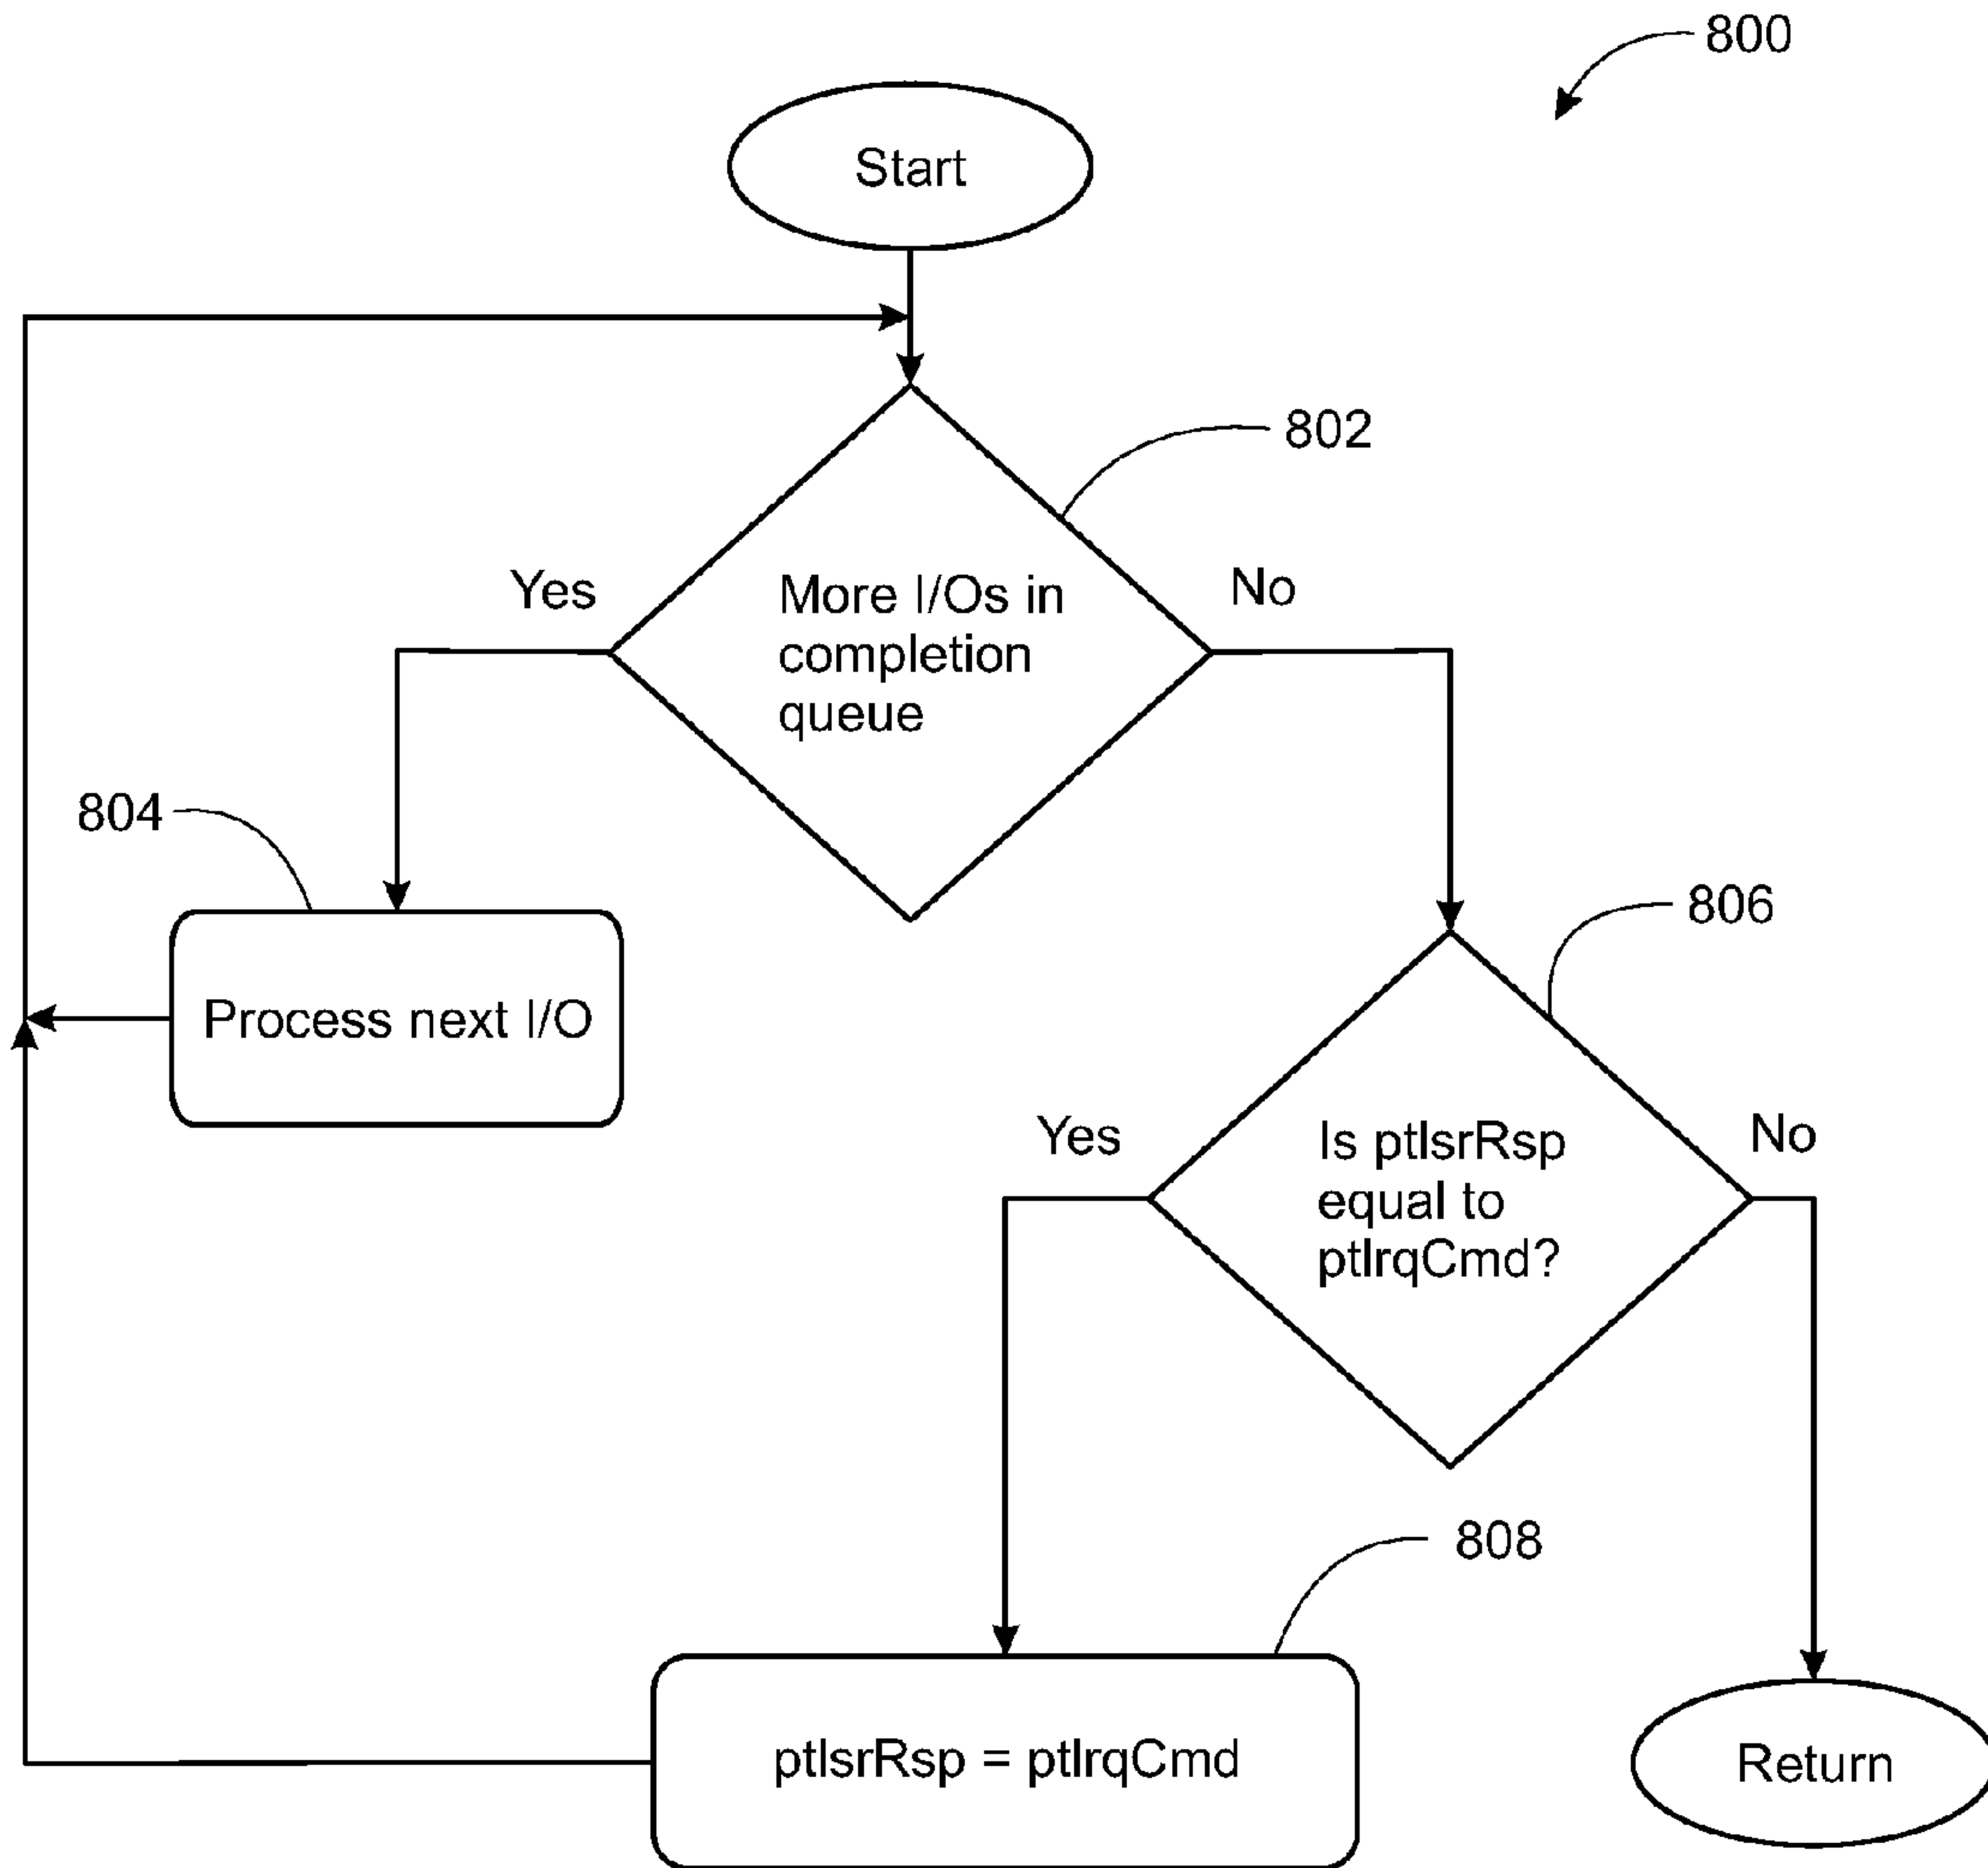 800
Start
802
Yes
No
More I/Os in
completion
queue
804
806
Process next I/O
Yes
No
Is ptIsrRsp
equal to
ptIrqCmd?
808
ptIsrRsp = ptIrqCmd
Return